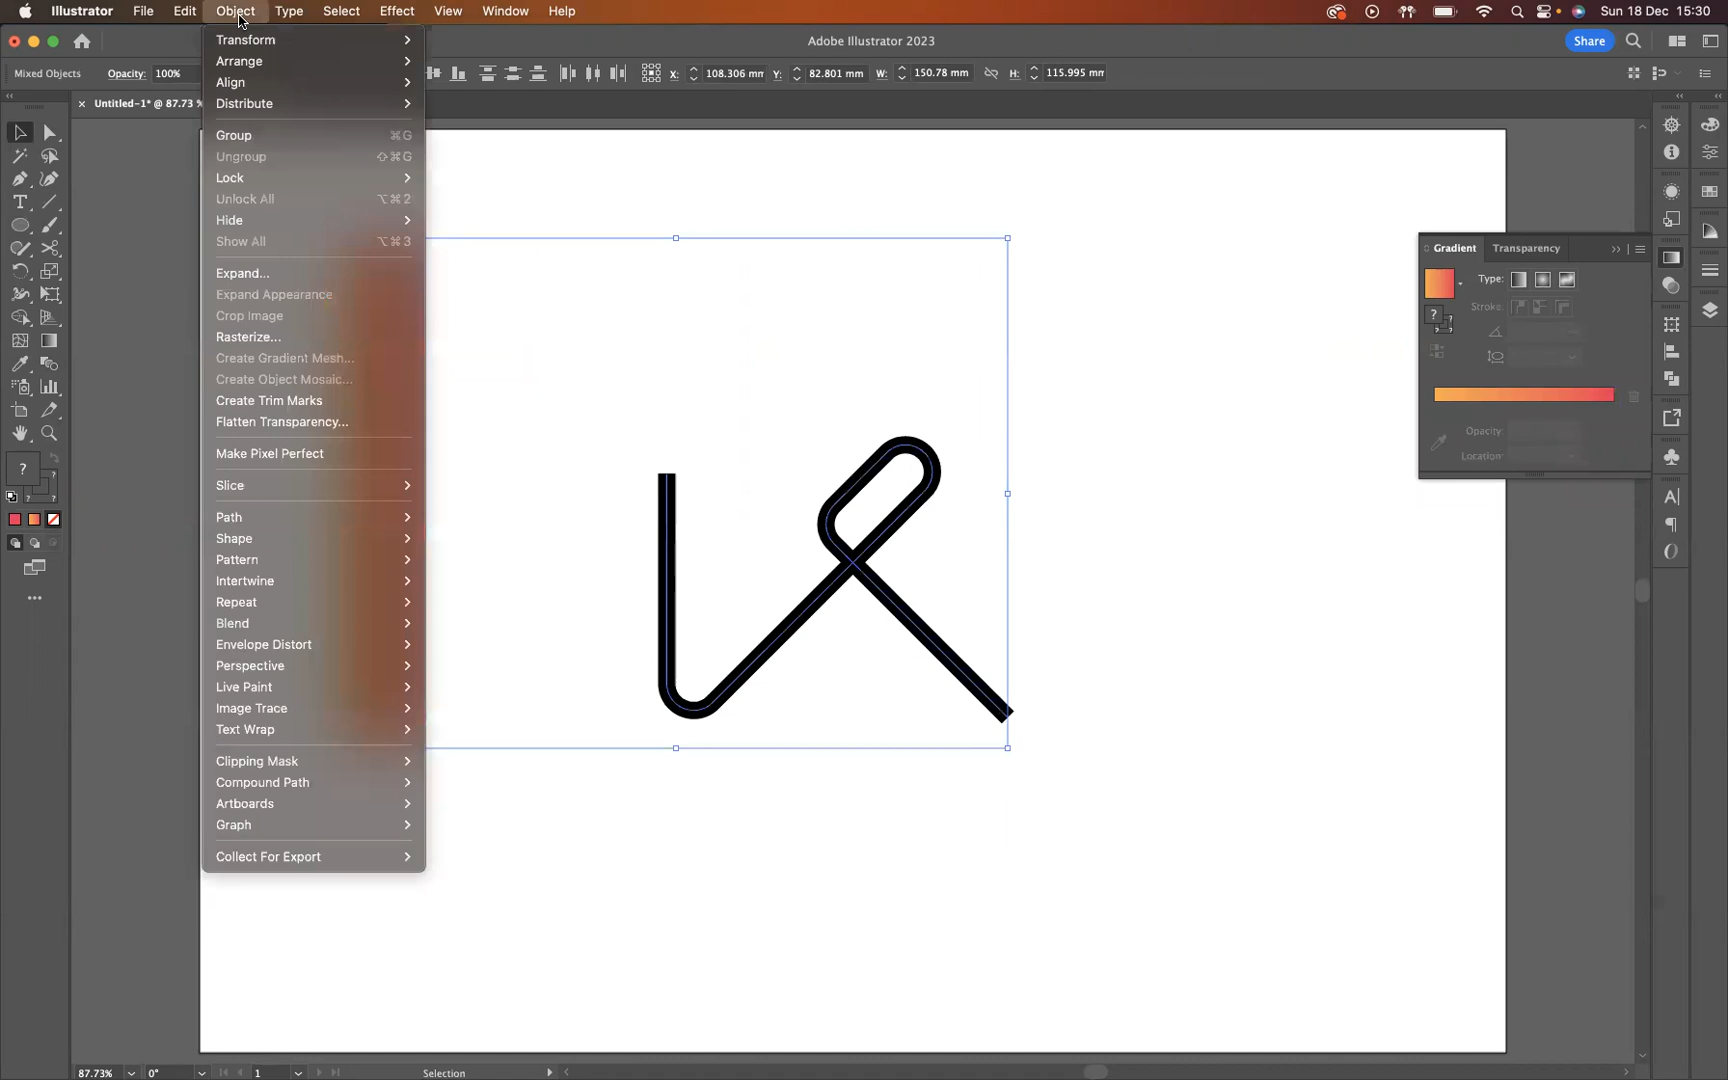 Illustrator File Edit Object Type Select Effect View Window Help Sun 18 Dec 15:30
Adobe Illustrator 2023 Share
Mixed Objects Opacity: 100% X: 108.306 mm Y: 82.801 mm W: 150.78 mm H: 115.995 mm
× Untitled-1* @ 87.73 %
Transform
Arrange
Align
Distribute
Group ⌘G
Ungroup ⇧⌘G
Lock
Unlock All ⌥⌘2
Hide
Show All ⌥⌘3
Expand...
Expand Appearance
Crop Image
Rasterize...
Create Gradient Mesh...
Create Object Mosaic...
Create Trim Marks
Flatten Transparency...
Make Pixel Perfect
Slice
Path
Shape
Pattern
Intertwine
Repeat
Blend
Envelope Distort
Perspective
Live Paint
Image Trace
Text Wrap
Clipping Mask
Compound Path
Artboards
Graph
Collect For Export
Gradient Transparency
Type:
Stroke:
Opacity:
Location:
87.73% 0° 1 Selection